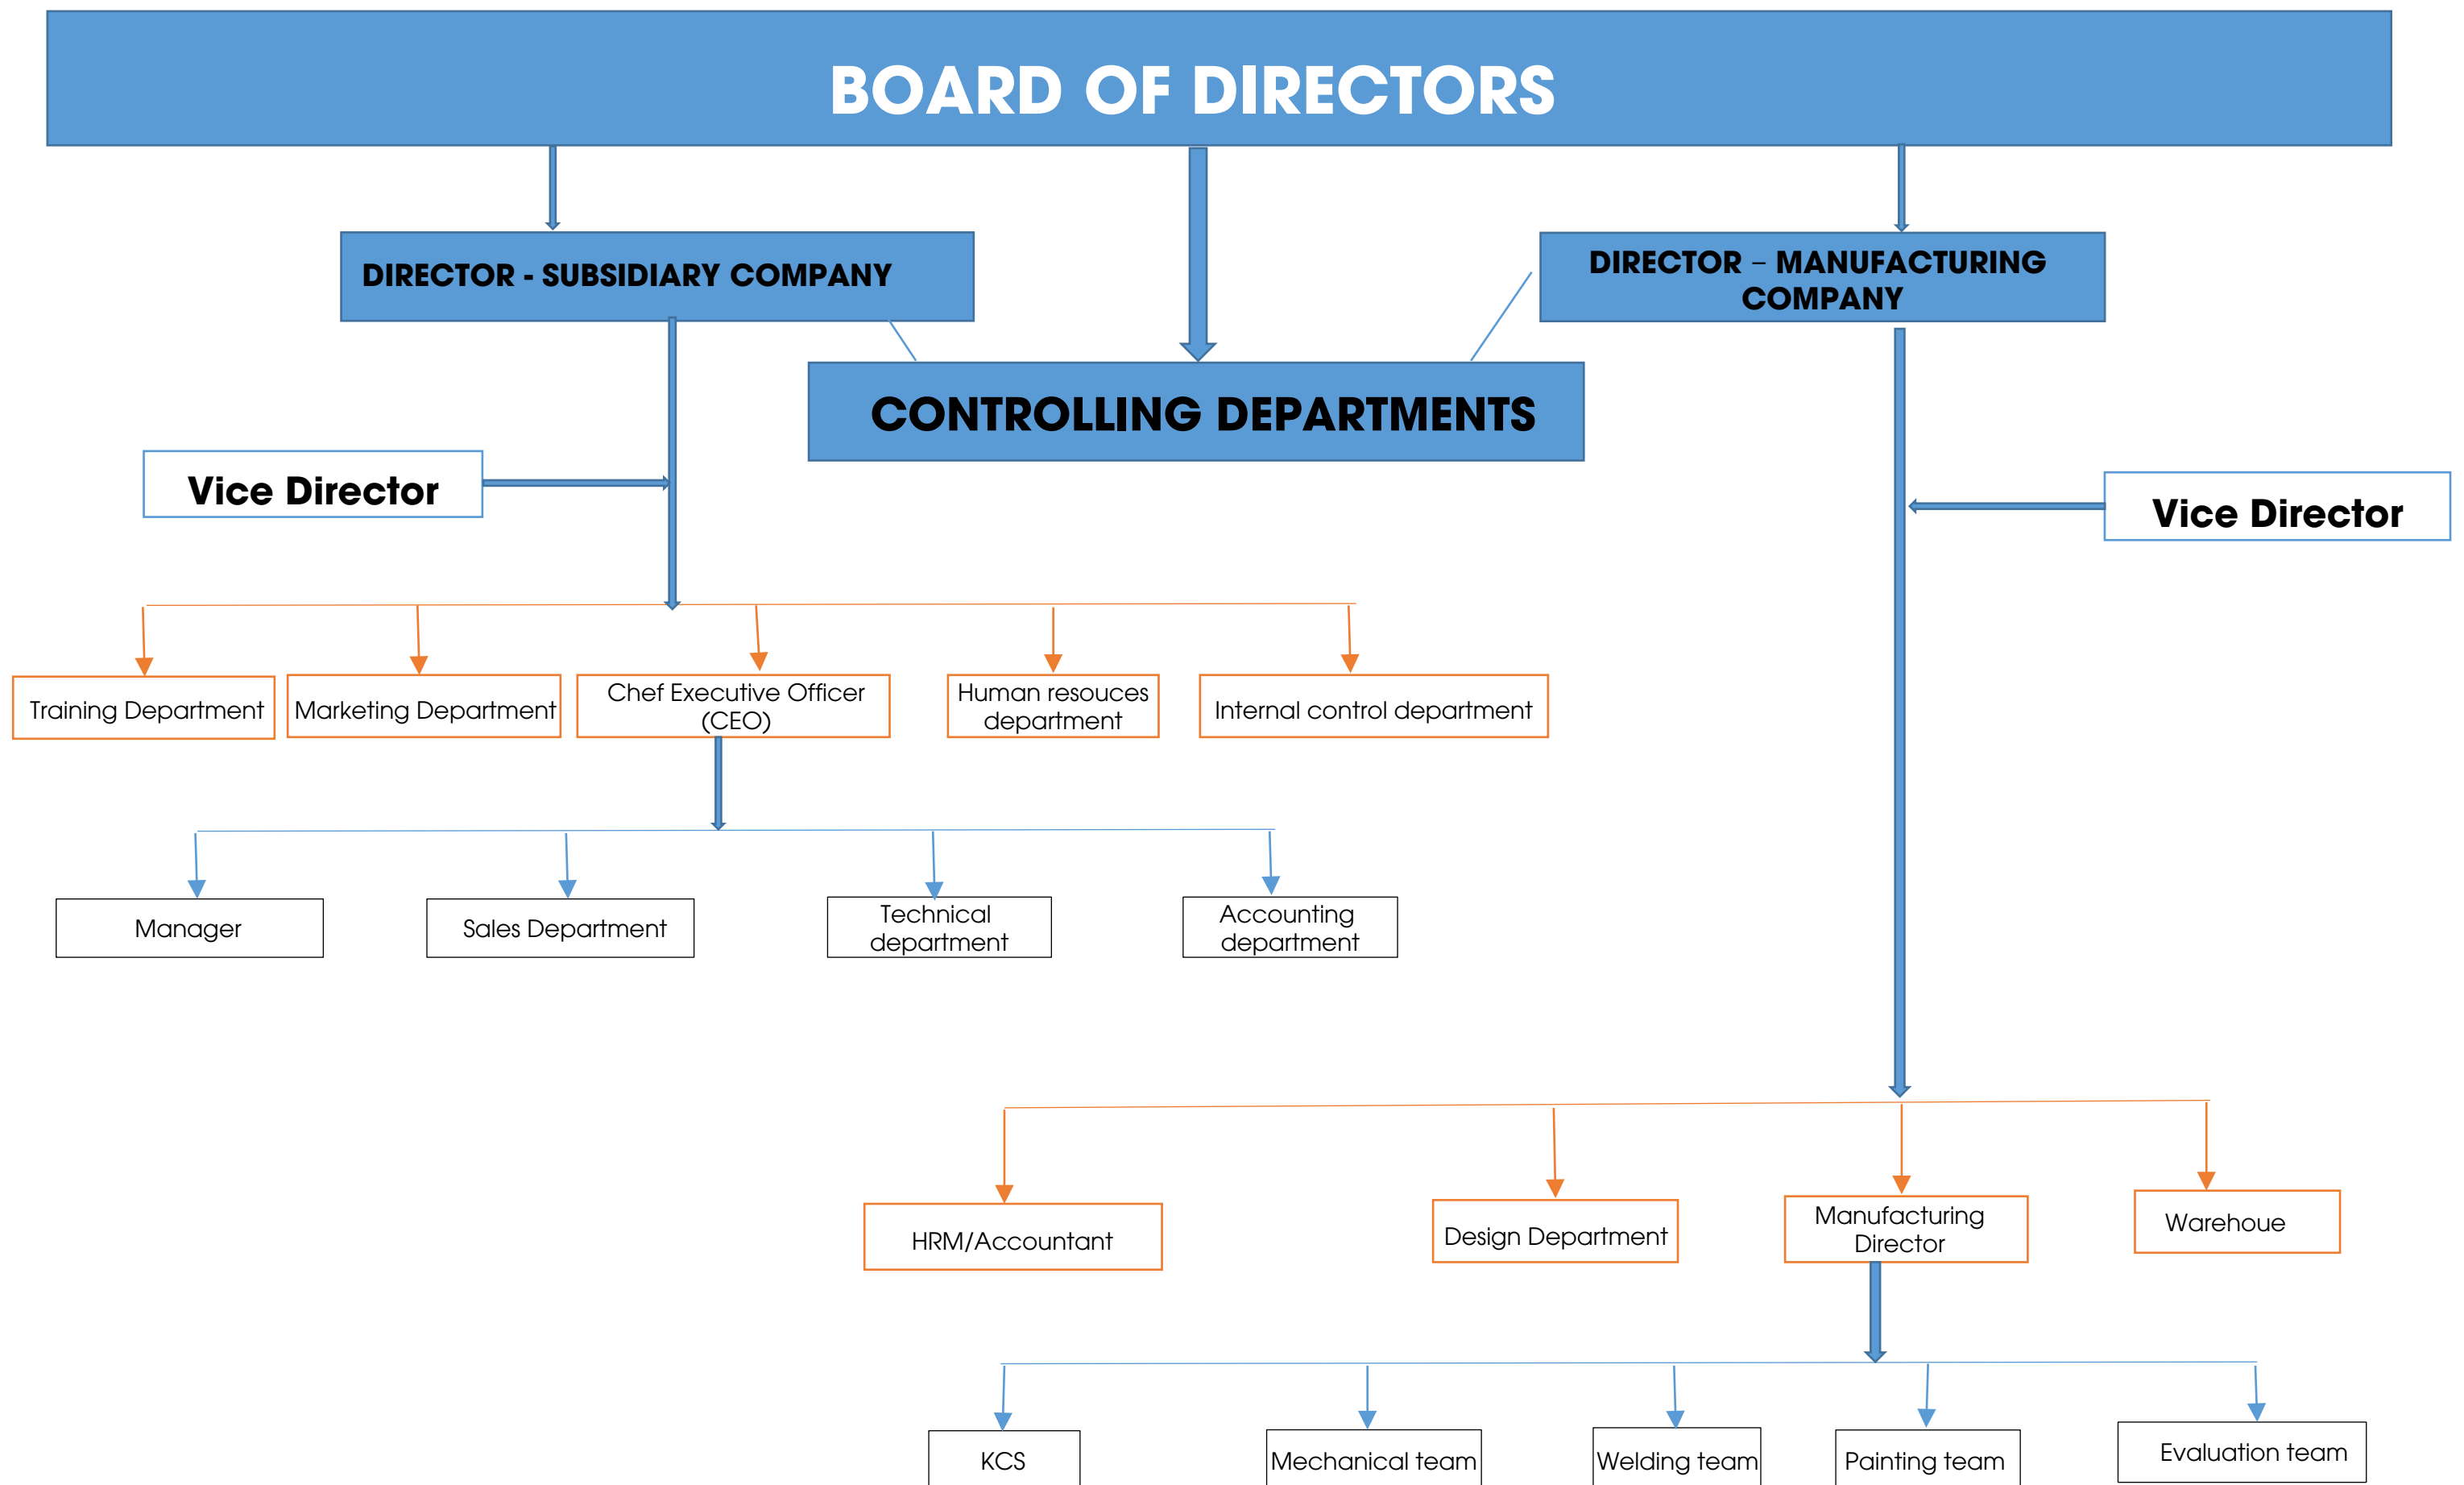 BOARD OF DIRECTORS
DIRECTOR - SUBSIDIARY COMPANY
DIRECTOR – MANUFACTURING
COMPANY
CONTROLLING DEPARTMENTS
Vice Director
Vice Director
Training Department
Marketing Department
Chef Executive Officer
(CEO)
Human resouces
department
Internal control department
Manager
Sales Department
Technical
department
Accounting
department
HRM/Accountant
Design Department
Manufacturing
Director
Warehoue
KCS
Mechanical team
Welding team
Painting team
Evaluation team